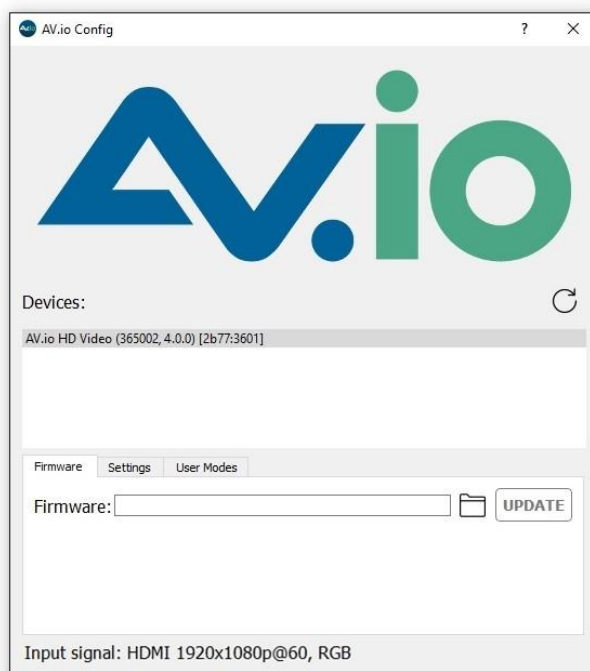 AV.io Config
AV.io
Devices:
AV.io HD Video (365002, 4.0.0) [2b77:3601]
Firmware Settings User Modes
Firmware: UPDATE
Input signal: HDMI 1920x1080p@60, RGB